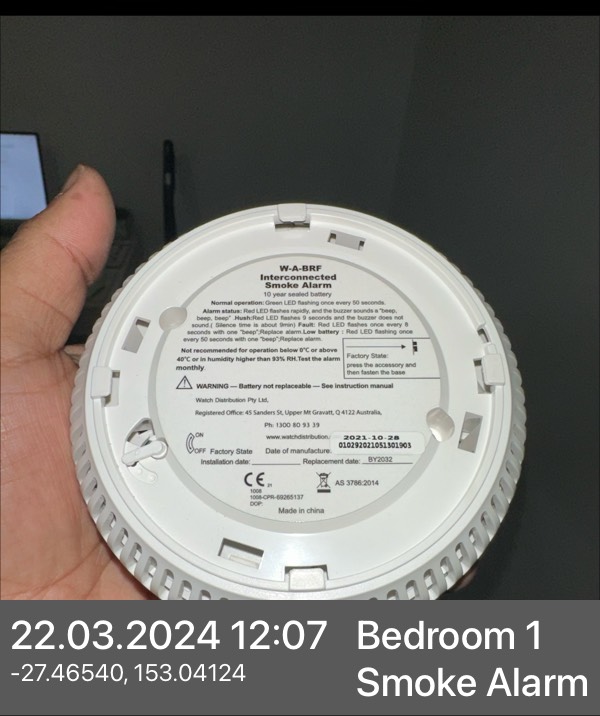 W-A-BRF
Interconnected
Smoke Alarm
10 year sealed battery
Normal operation: Green LED flashing once every 50 seconds.
Alarm status: Red LED flashes rapidly, and the buzzer sounds a "beep,
beep, beep" .Hush:Red LED flashes 9 seconds and the buzzer does not
sound.( Silence time is about 9min) Fault: Red LED flashes once every 8
seconds with one "beep";Replace alarm.Low battery : Red LED flashing once
every 50 seconds with one "beep";Replace alarm.
Not recommended for operation below 0°C or above
40°C or in humidity higher than 93% RH.Test the alarm
monthly.
Factory State:
press the accessory and
then fasten the base
WARNING — Battery not replaceable — See instruction manual
Watch Distribution Pty Ltd,
Registered Office: 45 Sanders St, Upper Mt Gravatt, Q 4122 Australia,
Ph: 1300 80 93 39
www.watchdistribution.
ON
OFF Factory State
Date of manufacture:
2021-10-28
010292021051301903
Installation date:
Replacement date: BY2032
CE 21
1008
1008-CPR-69265137
DOP:
AS 3786:2014
Made in china
22.03.2024 12:07
-27.46540, 153.04124
Bedroom 1
Smoke Alarm